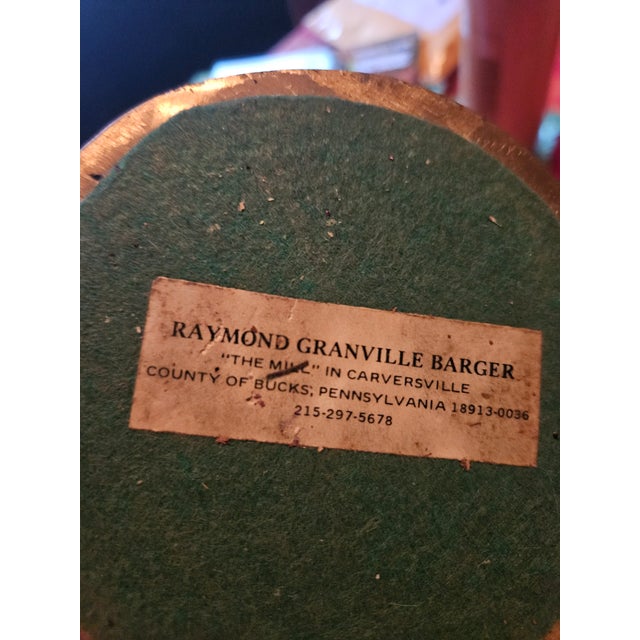 RAYMOND GRANVILLE BARGER
"THE MILL" IN CARVERSVILLE
COUNTY OF BUCKS, PENNSYLVANIA 18913-0036
215-297-5678